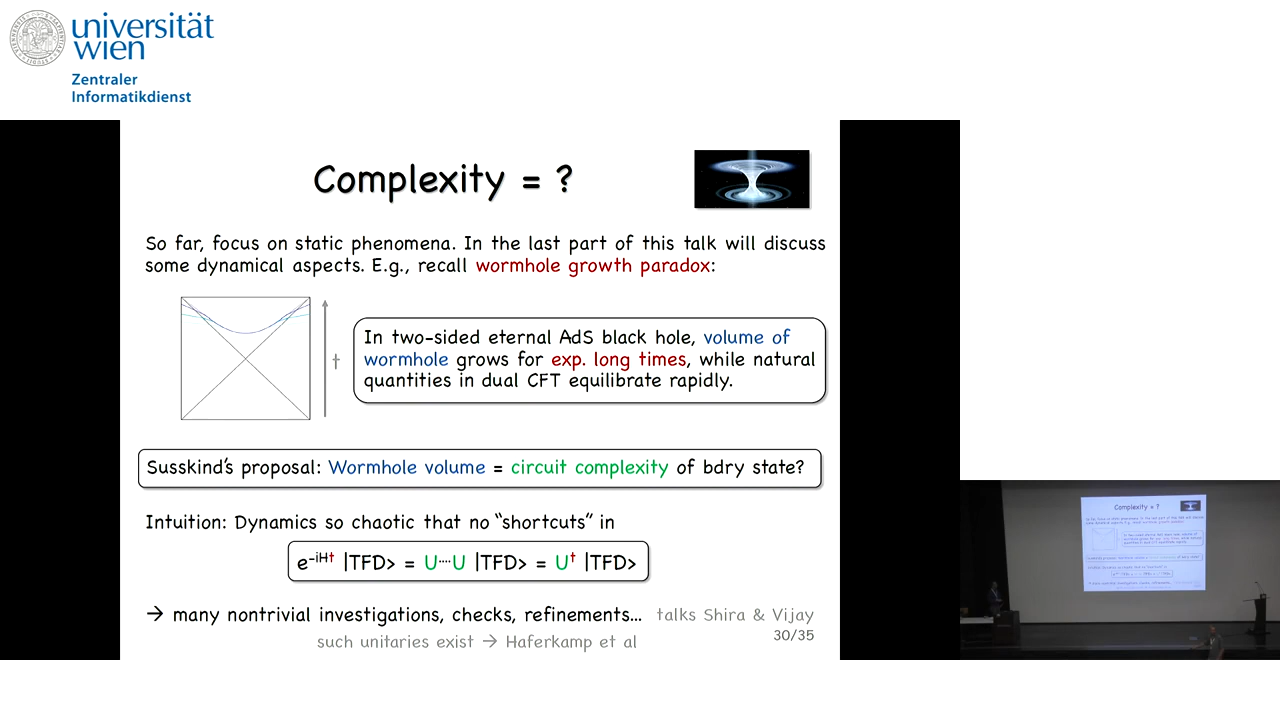 universität
wien
Zentraler
Informatikdienst
Complexity = ?
So far, focus on static phenomena. In the last part of this talk will discuss
some dynamical aspects. E.g., recall wormhole growth paradox:
t
In two-sided eternal AdS black hole, volume of
wormhole grows for exp. long times, while natural
quantities in dual CFT equilibrate rapidly.
Susskind's proposal: Wormhole volume = circuit complexity of bdry state?
Intuition: Dynamics so chaotic that no “shortcuts” in
e⁻ⁱᴴᵗ |TFD> = U····U |TFD> = Uᵗ |TFD>
→ many nontrivial investigations, checks, refinements... talks Shira & Vijay
such unitaries exist → Haferkamp et al
30/35
Complexity = ?